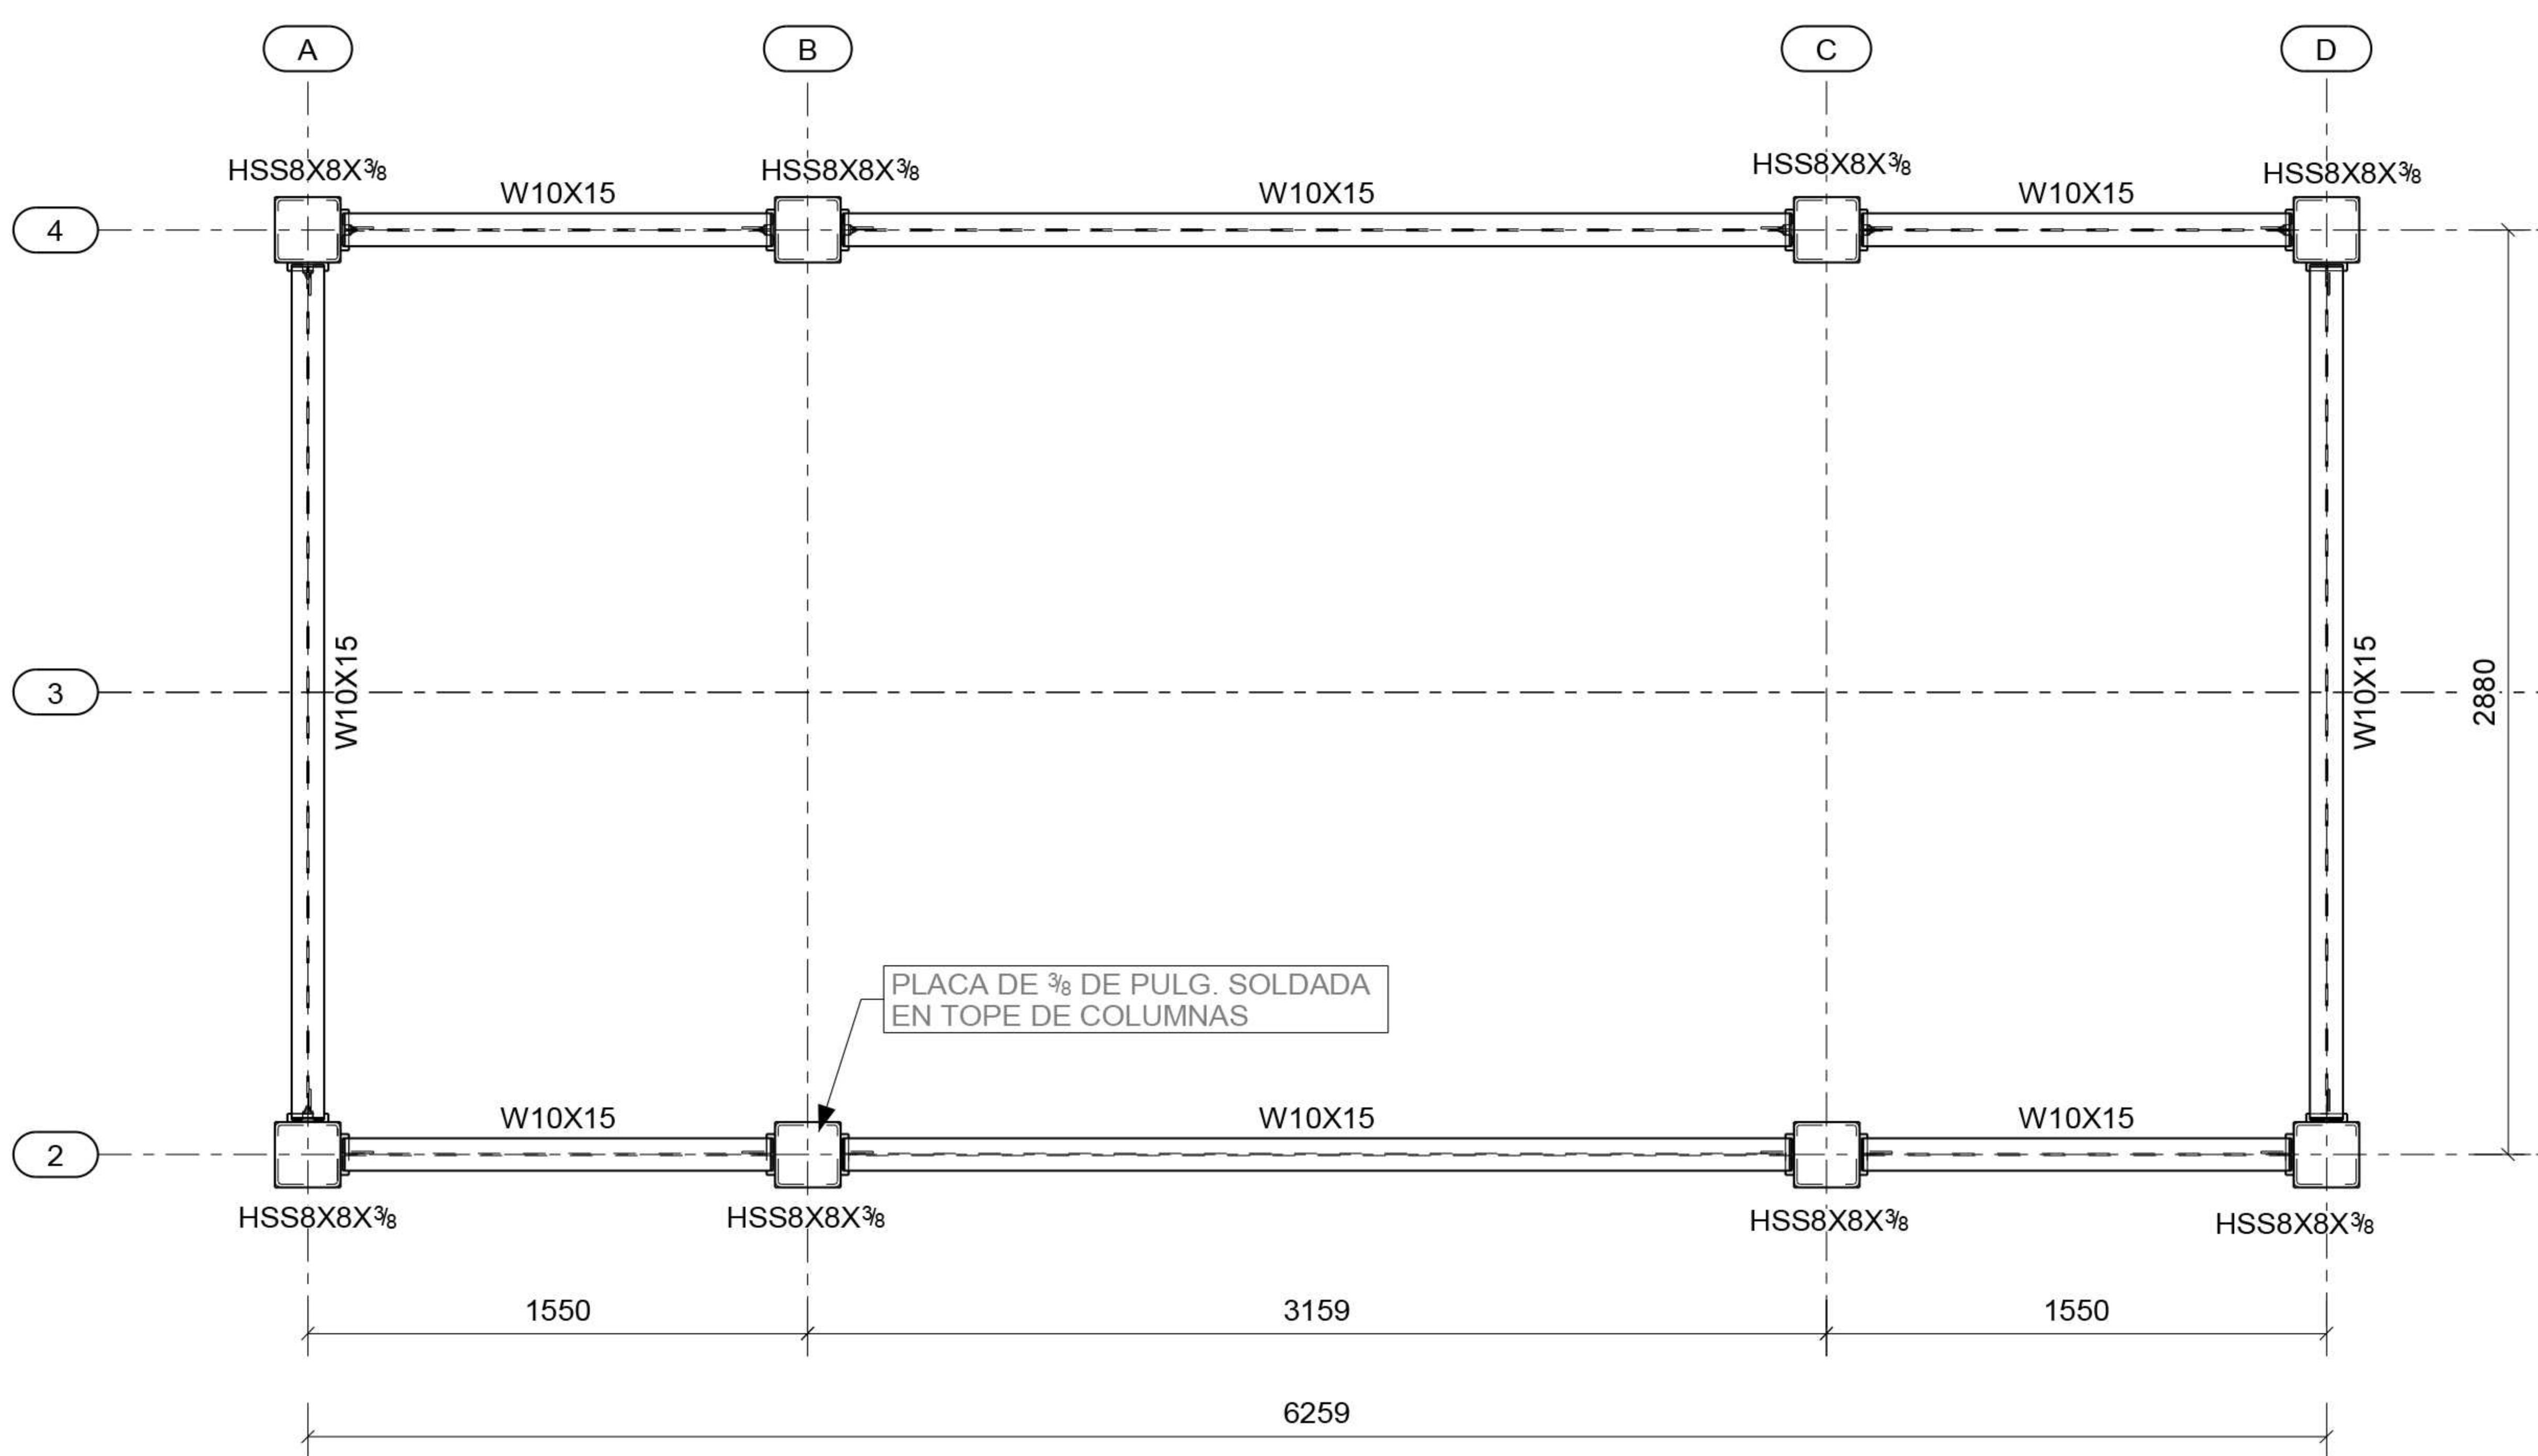 A
B
C
D
HSS8X8X⅜
HSS8X8X⅜
HSS8X8X⅜
HSS8X8X⅜
W10X15
W10X15
W10X15
4
3
W10X15
W10X15
2880
PLACA DE ⅜ DE PULG. SOLDADA
EN TOPE DE COLUMNAS
W10X15
W10X15
W10X15
2
HSS8X8X⅜
HSS8X8X⅜
HSS8X8X⅜
HSS8X8X⅜
1550
3159
1550
6259